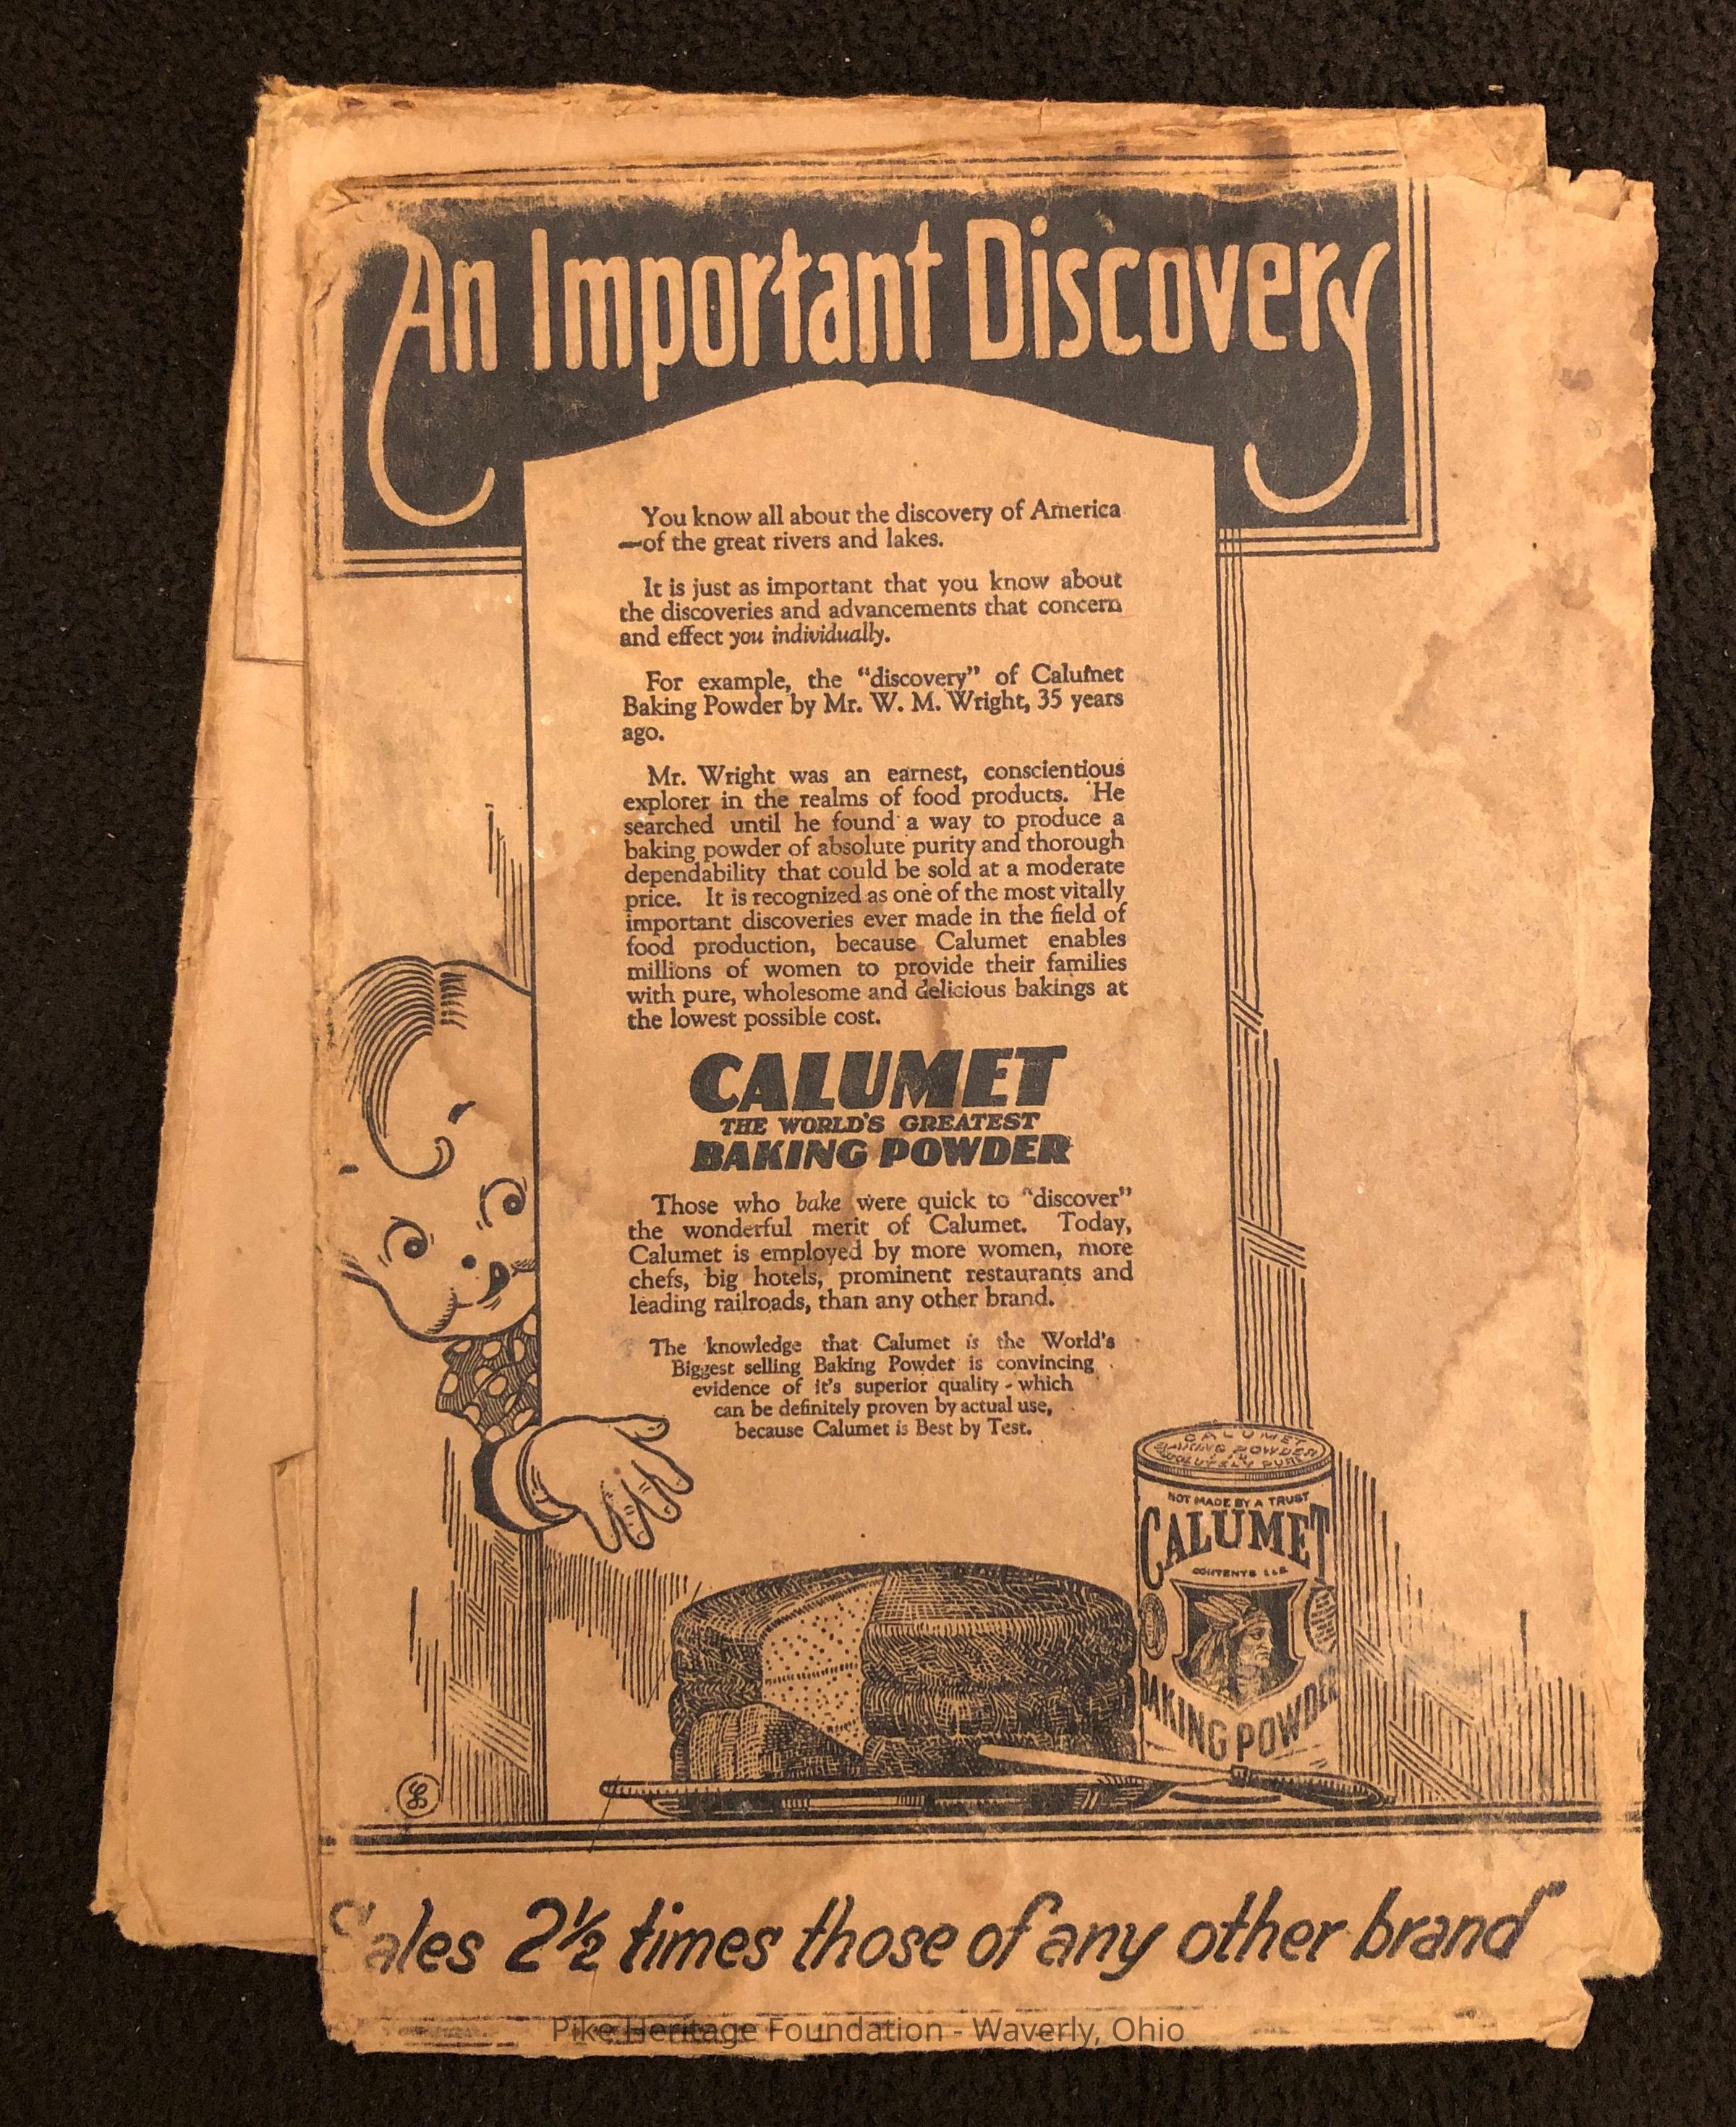 An Important Discovery
You know all about the discovery of America
—of the great rivers and lakes.
It is just as important that you know about
the discoveries and advancements that concern
and effect you individually.
For example, the “discovery” of Calumet
Baking Powder by Mr. W. M. Wright, 35 years
ago.
Mr. Wright was an earnest, conscientious
explorer in the realms of food products. He
searched until he found a way to produce a
baking powder of absolute purity and thorough
dependability that could be sold at a moderate
price. It is recognized as one of the most vitally
important discoveries ever made in the field of
food production, because Calumet enables
millions of women to provide their families
with pure, wholesome and delicious bakings at
the lowest possible cost.
CALUMET
THE WORLD'S GREATEST
BAKING POWDER
Those who bake were quick to “discover”
the wonderful merit of Calumet. Today,
Calumet is employed by more women, more
chefs, big hotels, prominent restaurants and
leading railroads, than any other brand.
The knowledge that Calumet is the World's
Biggest selling Baking Powder is convincing
evidence of it's superior quality - which
can be definitely proven by actual use,
because Calumet is Best by Test.
CALUMET
BAKING POWDER
ABSOLUTELY PURE
NOT MADE BY A TRUST
CALUMET
CONTENTS 1 LB.
BAKING POWDER
Sales 2½ times those of any other brand
Pike Heritage Foundation - Waverly, Ohio